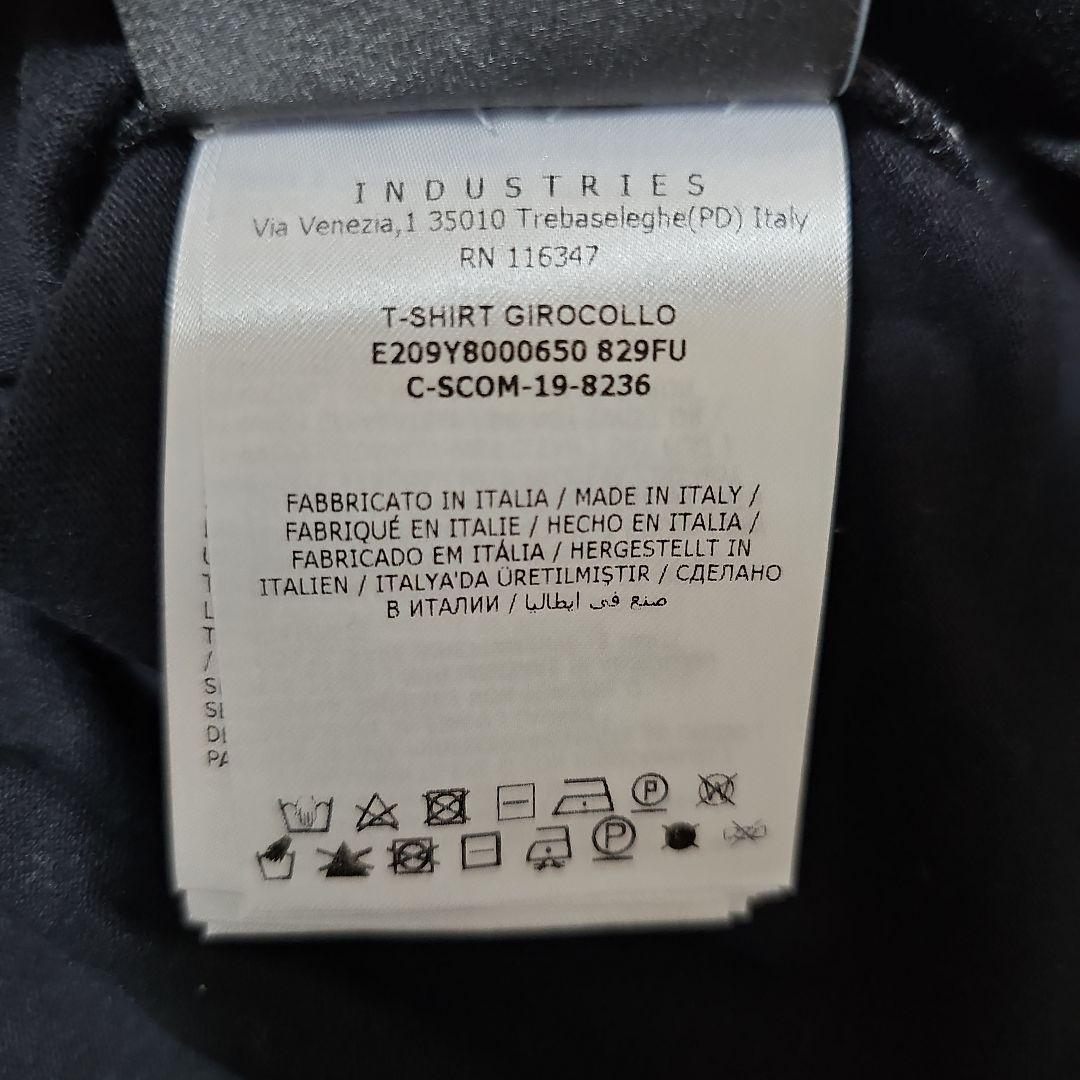 INDUSTRIES
Via Venezia,1 35010 Trebaseleghe(PD) Italy
RN 116347
T-SHIRT GIROCOLLO
E209Y8000650 829FU
C-SCOM-19-8236
FABBRICATO IN ITALIA / MADE IN ITALY /
FABRIQUÉ EN ITALIE / HECHO EN ITALIA /
FABRICADO EM ITÁLIA / HERGESTELLT IN
ITALIEN / ITALYA'DA ÜRETILMIŞTIR / СДЕЛАНО
В ИТАЛИИ / صنع في ايطاليا
P W
P